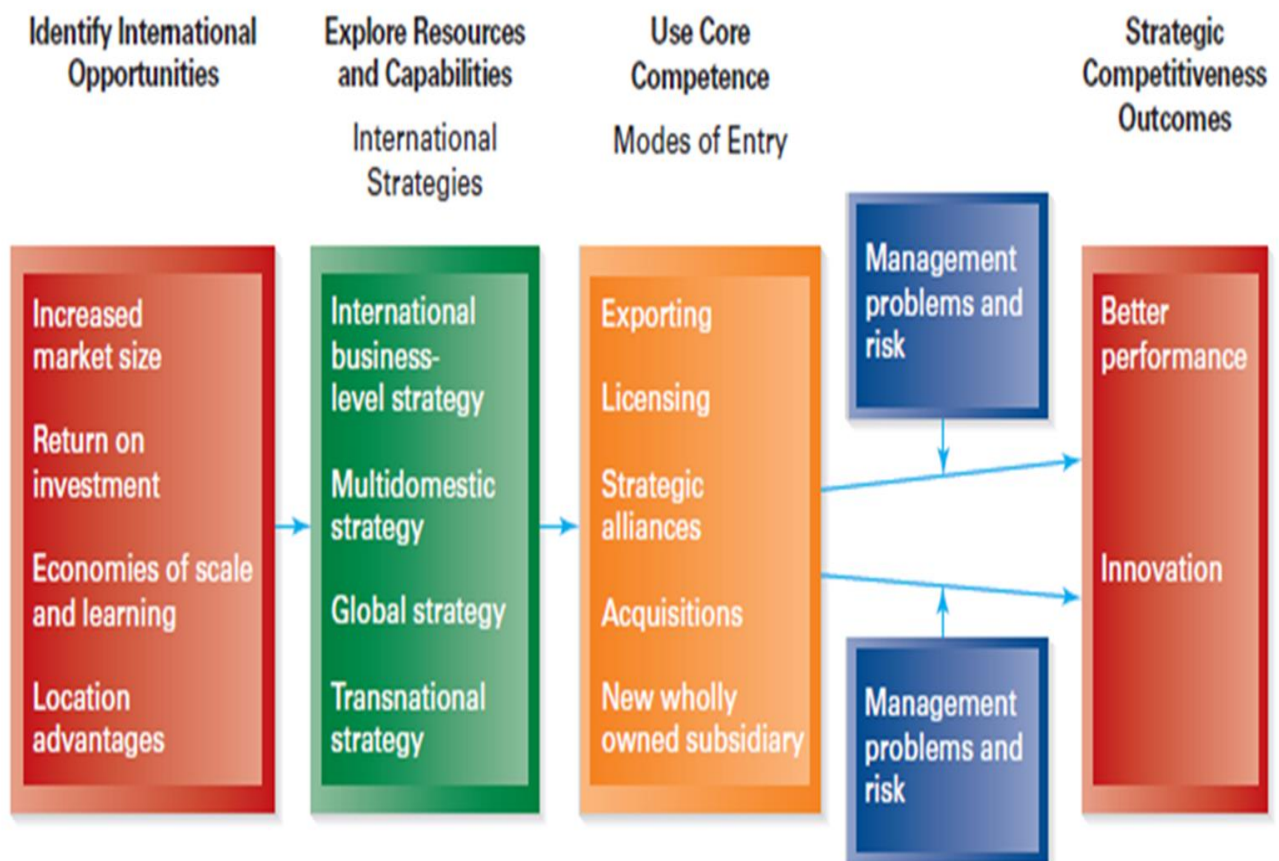 Identify International
Opportunities
Explore Resources
and Capabilities
International
Strategies
Use Core
Competence
Modes of Entry
Strategic
Competitiveness
Outcomes
Increased
market size
Return on
investment
Economies of scale
and learning
Location
advantages
International
business-
level strategy
Multidomestic
strategy
Global strategy
Transnational
strategy
Exporting
Licensing
Strategic
alliances
Acquisitions
New wholly
owned subsidiary
Management
problems and
risk
Management
problems and
risk
Better
performance
Innovation